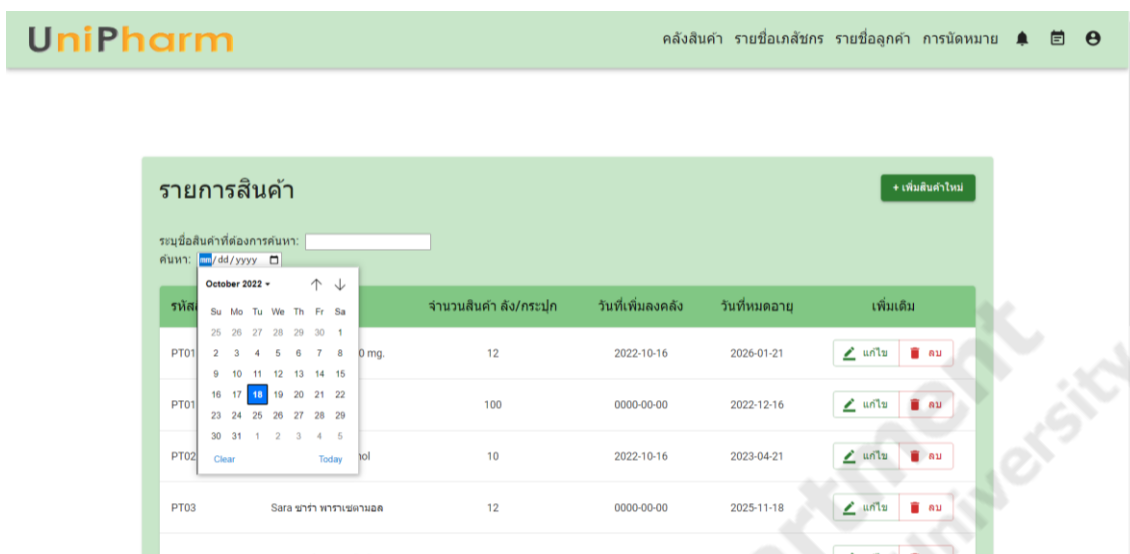 UniPharm
คลังสินค้า รายชื่อเภสัชกร รายชื่อลูกค้า การนัดหมาย
รายการสินค้า
+ เพิ่มสินค้าใหม่
ระบุชื่อสินค้าที่ต้องการค้นหา:
ค้นหา: mm/dd/yyyy
October 2022
Su Mo Tu We Th Fr Sa
25 26 27 28 29 30 1
2 3 4 5 6 7 8
9 10 11 12 13 14 15
16 17 18 19 20 21 22
23 24 25 26 27 28 29
30 31 1 2 3 4 5
Clear Today
จำนวนสินค้า ลัง/กระปุก วันที่เพิ่มลงคลัง วันที่หมดอายุ เพิ่มเติม
PT01 0 mg. 12 2022-10-16 2026-01-21 แก้ไข ลบ
PT01 100 0000-00-00 2022-12-16 แก้ไข ลบ
PT02 nol 10 2022-10-16 2023-04-21 แก้ไข ลบ
PT03 Sara ซาร่า พาราเซตามอล 12 0000-00-00 2025-11-18 แก้ไข ลบ